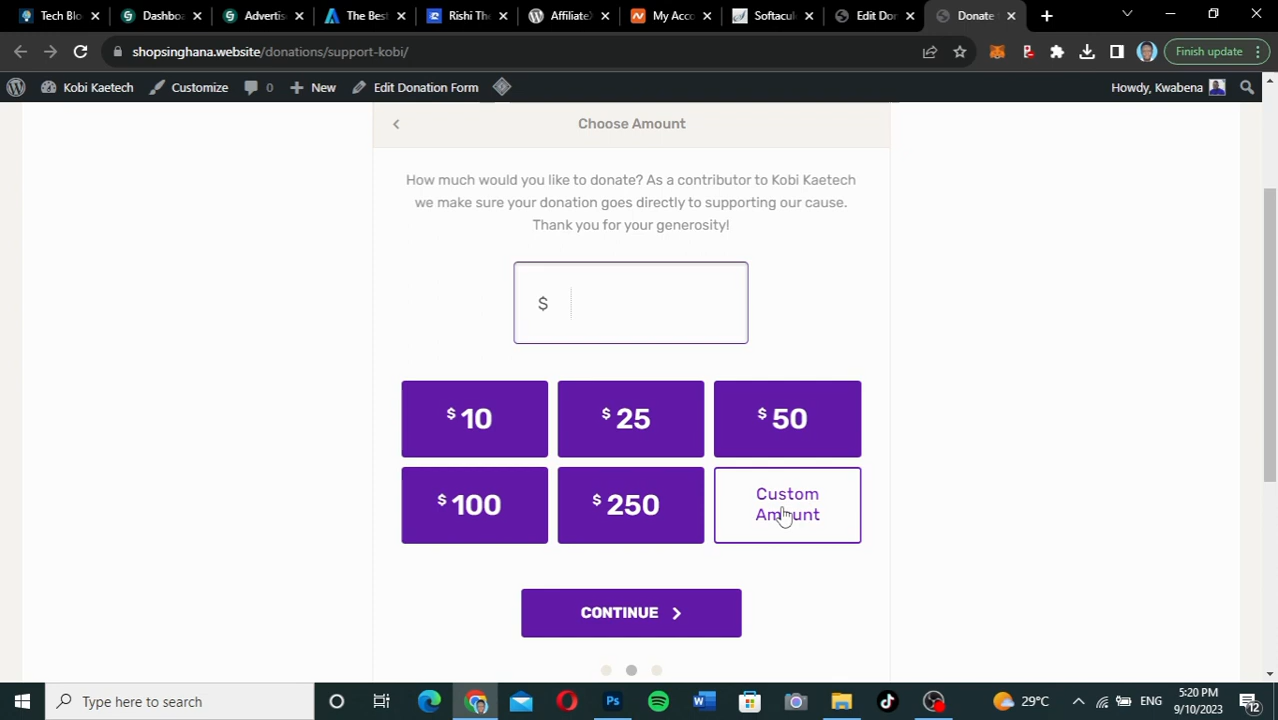 Tech Blo
Dashboa
Advertis
The Best
Rishi The
AffiliateX
My Acco
Softacul
Edit Don
Donate
shopsinghana.website/donations/support-kobi/
Finish update
Kobi Kaetech
Customize
0
New
Edit Donation Form
Howdy, Kwabena
Choose Amount
How much would you like to donate? As a contributor to Kobi Kaetech
we make sure your donation goes directly to supporting our cause.
Thank you for your generosity!
$
$ 10
$ 25
$ 50
$ 100
$ 250
Custom
Amount
CONTINUE
Type here to search
29°C
ENG
5:20 PM
9/10/2023
12